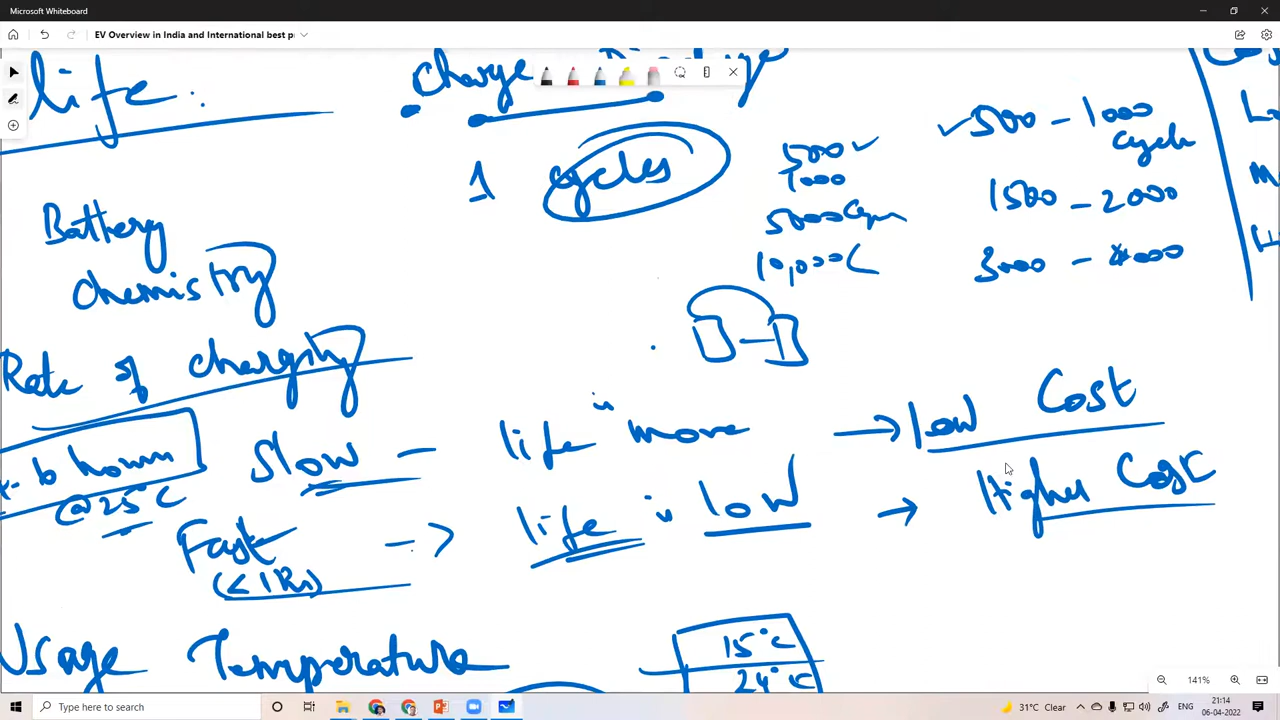 Microsoft Whiteboard
EV Overview in India and International best p
life.
charge Discharge
1 cycles
500
1000
5000
10,000
500 - 1000
cycle
1500 - 2000
3000 - 4000
Battery
chemistry
Rate of charging
6 hours
@25°C
Slow - life is more → low Cost
Fast → life is low → Higher Cost
(<1Hr)
Usage Temperature
15°C
24°C
141%
Type here to search
31°C Clear
ENG
21:14
06-04-2022